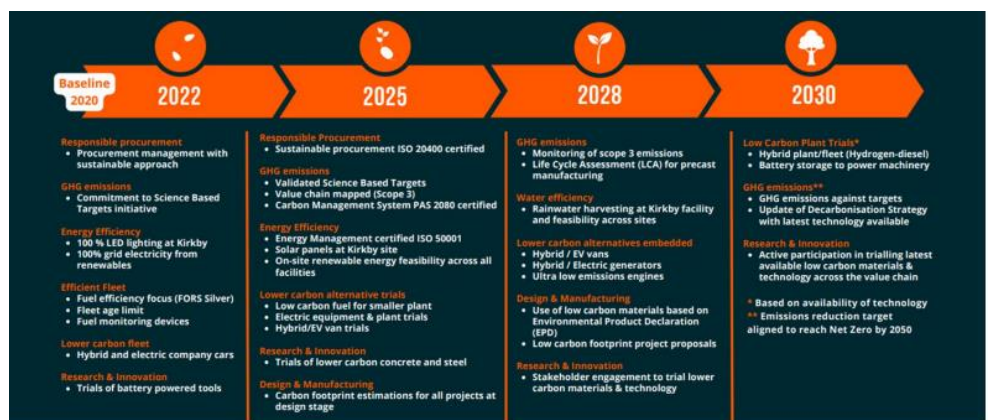 Baseline
2020
2022
2025
2028
2030
Responsible procurement
• Procurement management with
sustainable approach
GHG emissions
• Commitment to Science Based
Targets initiative
Energy Efficiency
• 100 % LED lighting at Kirkby
• 100% grid electricity from
renewables
Efficient Fleet
• Fuel efficiency focus (FORS Silver)
• Fleet age limit
• Fuel monitoring devices
Lower carbon fleet
• Hybrid and electric company cars
Research & Innovation
• Trials of battery powered tools
Responsible Procurement
• Sustainable procurement ISO 20400 certified
GHG emissions
• Validated Science Based Targets
• Value chain mapped (Scope 3)
• Carbon Management System PAS 2080 certified
Energy Efficiency
• Energy Management certified ISO 50001
• Solar panels at Kirkby site
• On-site renewable energy feasibility across all
facilities
Lower carbon alternative trials
• Low carbon fuel for smaller plant
• Electric equipment & plant trials
• Hybrid/EV van trials
Research & Innovation
• Trials of lower carbon concrete and steel
Design & Manufacturing
• Carbon footprint estimations for all projects at
design stage
GHG emissions
• Monitoring of scope 3 emissions
• Life Cycle Assessment (LCA) for precast
manufacturing
Water efficiency
• Rainwater harvesting at Kirkby facility
and feasibility across sites
Lower carbon alternatives embedded
• Hybrid / EV vans
• Hybrid / Electric generators
• Ultra low emissions engines
Design & Manufacturing
• Use of low carbon materials based on
Environmental Product Declaration
(EPD)
• Low carbon footprint project proposals
Research & Innovation
• Stakeholder engagement to trial lower
carbon materials & technology
Low Carbon Plant Trials*
• Hybrid plant/fleet (Hydrogen-diesel)
• Battery storage to power machinery
GHG emissions**
• GHG emissions against targets
• Update of Decarbonisation Strategy
with latest technology available
Research & Innovation
• Active participation in trialling latest
available low carbon materials &
technology across the value chain
* Based on availability of technology
** Emissions reduction target
aligned to reach Net Zero by 2050